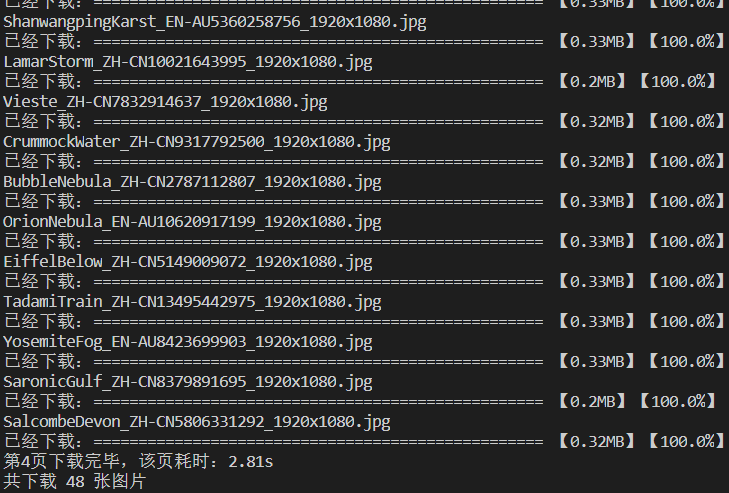 已经下载：================================================== 【0.33MB】【100.0%】
ShanwangpingKarst_EN-AU5360258756_1920x1080.jpg
已经下载：================================================== 【0.33MB】【100.0%】
LamarStorm_ZH-CN10021643995_1920x1080.jpg
已经下载：================================================== 【0.2MB】【100.0%】
Vieste_ZH-CN7832914637_1920x1080.jpg
已经下载：================================================== 【0.32MB】【100.0%】
CrummockWater_ZH-CN9317792500_1920x1080.jpg
已经下载：================================================== 【0.32MB】【100.0%】
BubbleNebula_ZH-CN2787112807_1920x1080.jpg
已经下载：================================================== 【0.33MB】【100.0%】
OrionNebula_EN-AU10620917199_1920x1080.jpg
已经下载：================================================== 【0.33MB】【100.0%】
EiffelBelow_ZH-CN5149009072_1920x1080.jpg
已经下载：================================================== 【0.33MB】【100.0%】
TadamiTrain_ZH-CN13495442975_1920x1080.jpg
已经下载：================================================== 【0.33MB】【100.0%】
YosemiteFog_EN-AU8423699903_1920x1080.jpg
已经下载：================================================== 【0.33MB】【100.0%】
SaronicGulf_ZH-CN8379891695_1920x1080.jpg
已经下载：================================================== 【0.2MB】【100.0%】
SalcombeDevon_ZH-CN5806331292_1920x1080.jpg
已经下载：================================================== 【0.32MB】【100.0%】
第4页下载完毕，该页耗时：2.81s
共下载 48 张图片